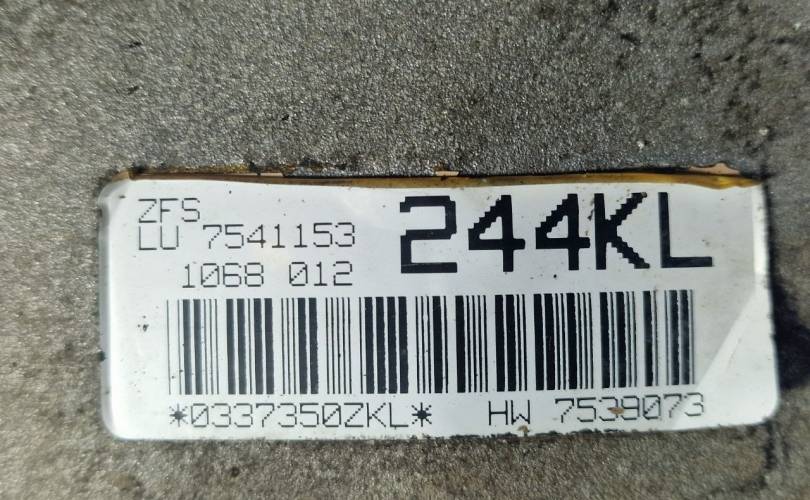 ZFS
LU 7541153
1068 012
244KL
*0337350ZKL* HW 7539073